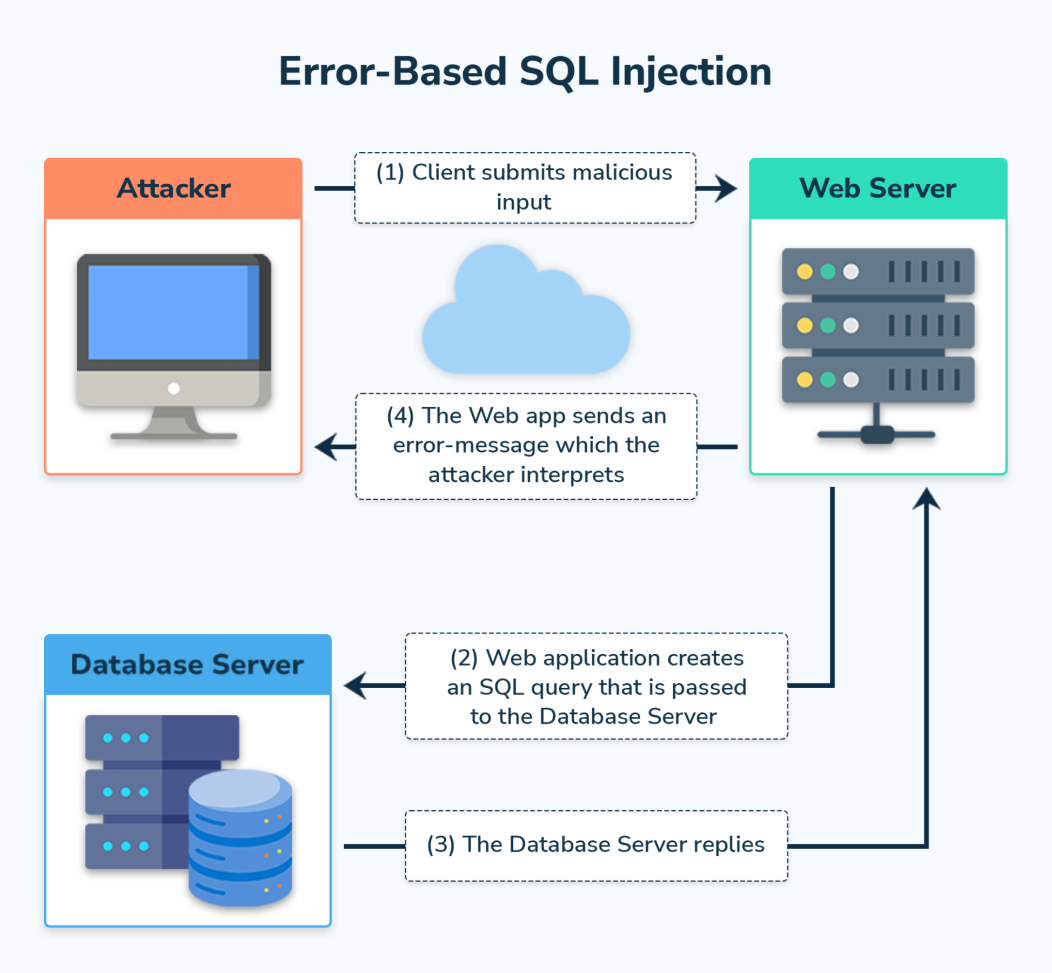 Error-Based SQL Injection
Attacker
(1) Client submits malicious
input
Web Server
(4) The Web app sends an
error-message which the
attacker interprets
Database Server
(2) Web application creates
an SQL query that is passed
to the Database Server
(3) The Database Server replies